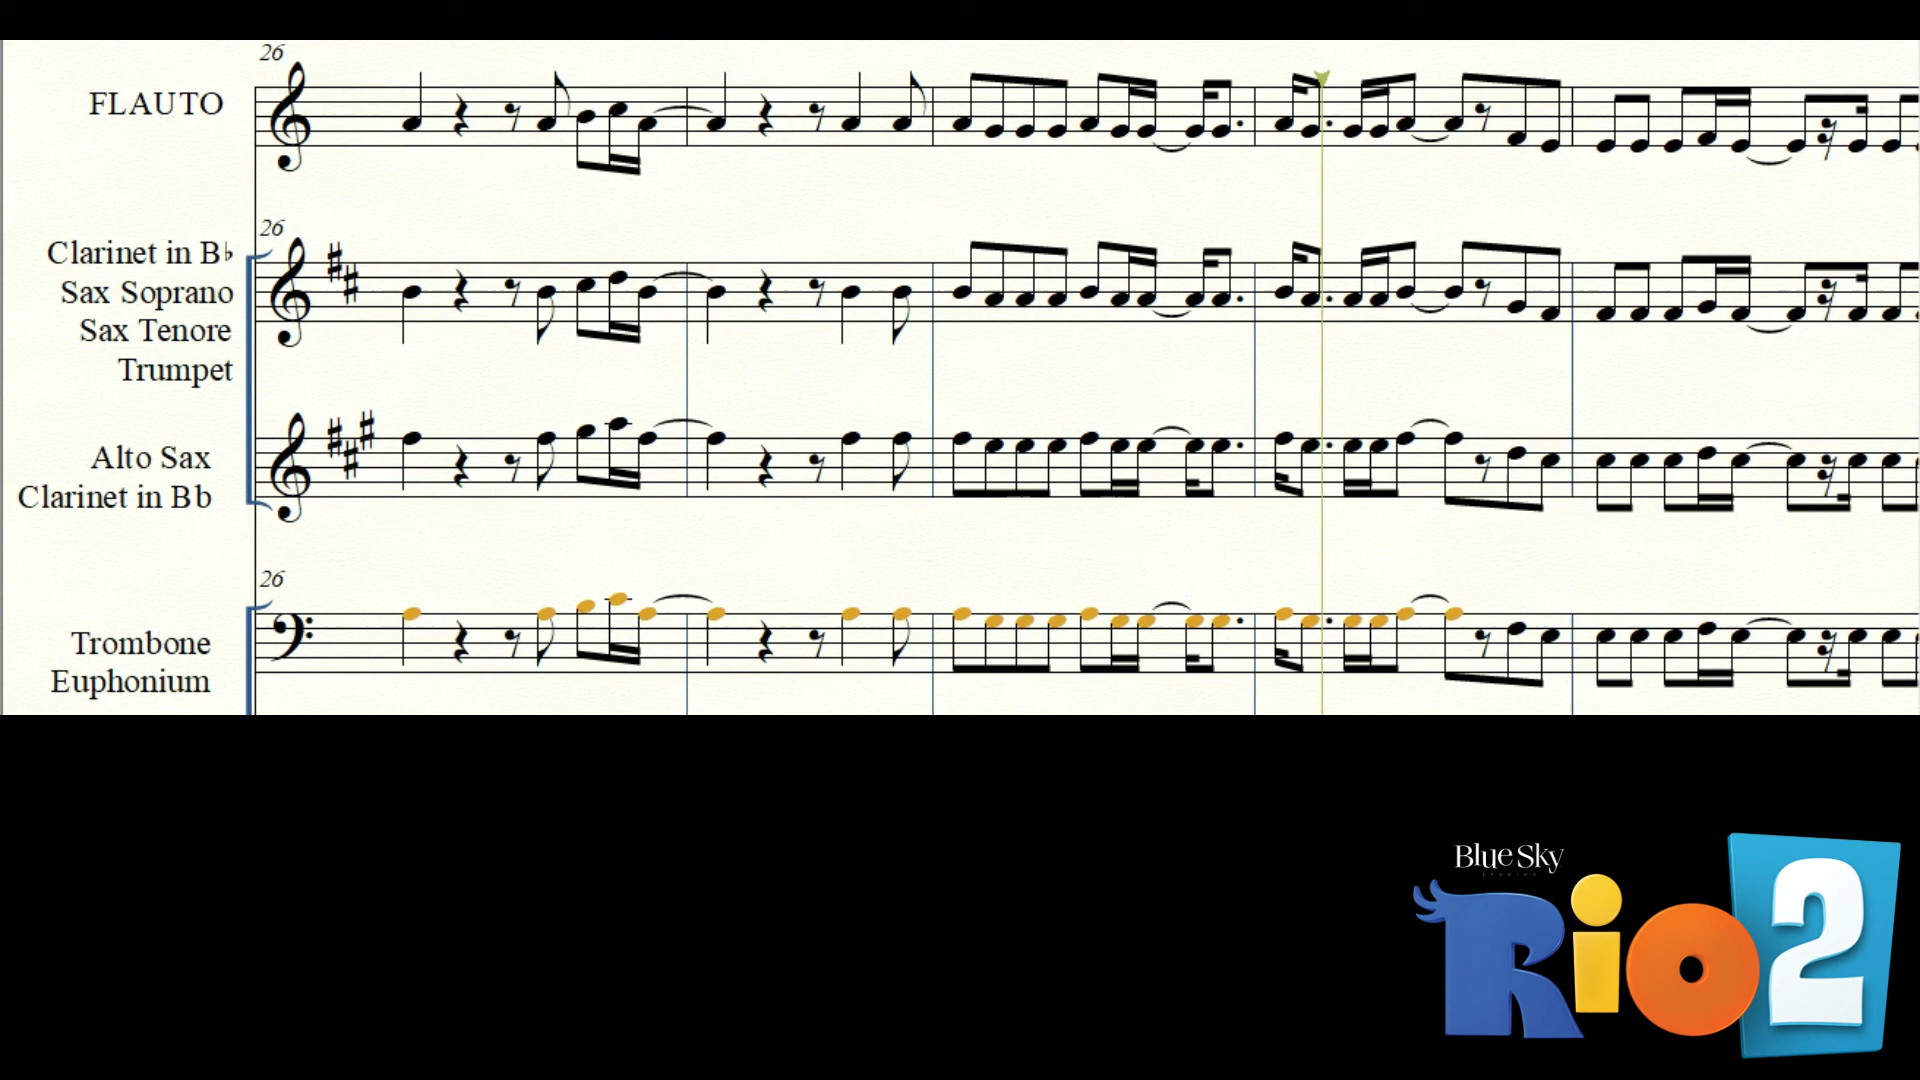 26
FLAUTO
26
Clarinet in B♭
Sax Soprano
Sax Tenore
Trumpet
Alto Sax
Clarinet in Bb
26
Trombone
Euphonium
Blue Sky
STUDIOS
Rio 2